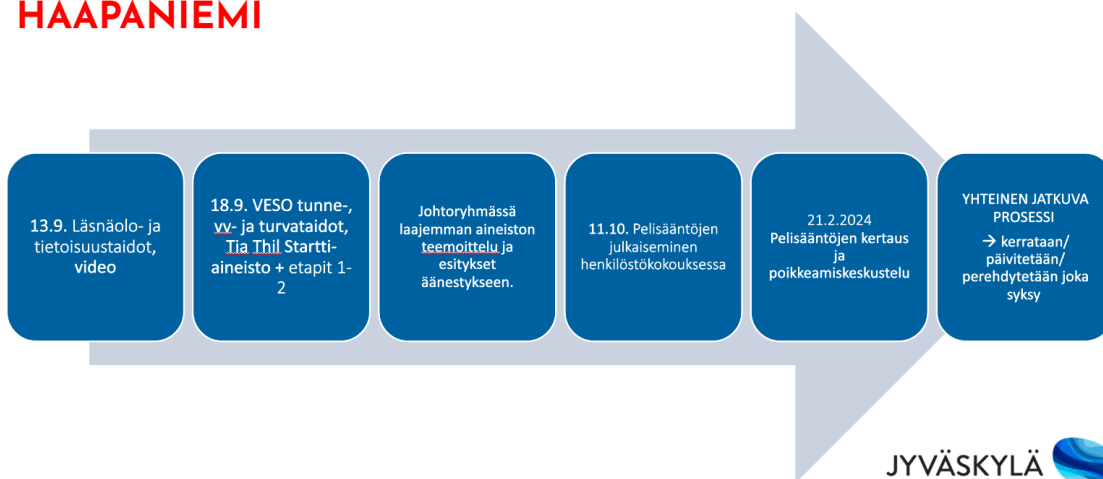 HAAPANIEMI
13.9. Läsnäolo- ja
tietoisuustaidot,
video
18.9. VESO tunne-,
vv- ja turvataidot,
Tia Thil Startti-
aineisto + etapit 1-
2
Johtoryhmässä
laajemman aineiston
teemoittelu ja
esitykset
äänestykseen.
11.10. Pelisääntöjen
julkaiseminen
henkilöstökokouksessa
21.2.2024
Pelisääntöjen kertaus
ja
poikkeamiskeskustelu
YHTEINEN JATKUVA
PROSESSI
→ kerrataan/
päivitetään/
perehdytetään joka
syksy
JYVÄSKYLÄ